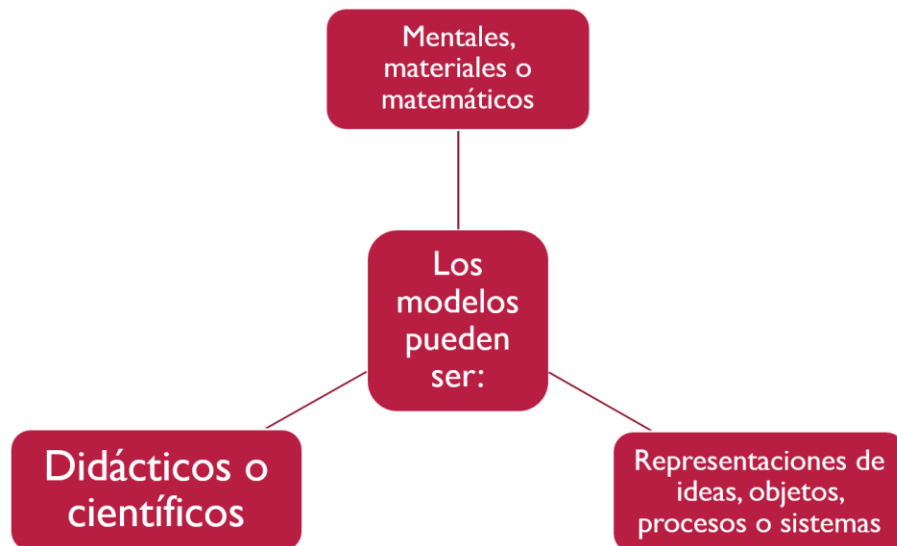 Mentales,
materiales o
matemáticos
Los
modelos
pueden
ser:
Didácticos o
científicos
Representaciones de
ideas, objetos,
procesos o sistemas